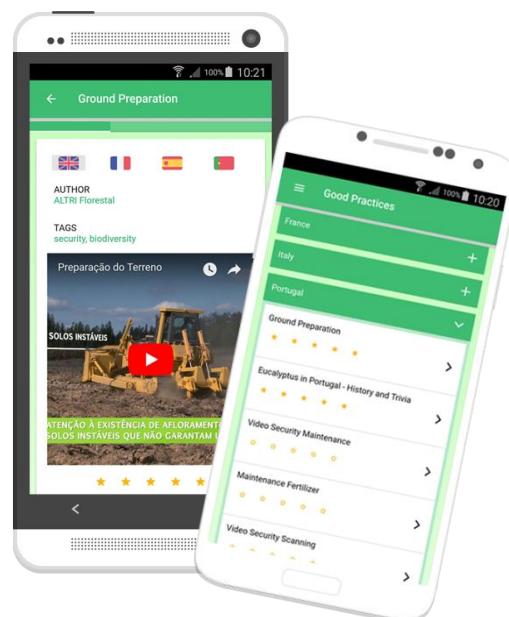 100% 10:21
Ground Preparation
AUTHOR
ALTRI Florestal
TAGS
security, biodiversity
Preparação do Terreno
SOLOS INSTÁVEIS
ATENÇÃO À EXISTÊNCIA DE AFLORAMENT
SOLOS INSTÁVEIS QUE NÃO GARANTAM
100% 10:20
Good Practices
France
Italy
Portugal
Ground Preparation
Eucalyptus in Portugal - History and Trivia
Video Security Maintenance
Maintenance Fertilizer
Video Security Scanning